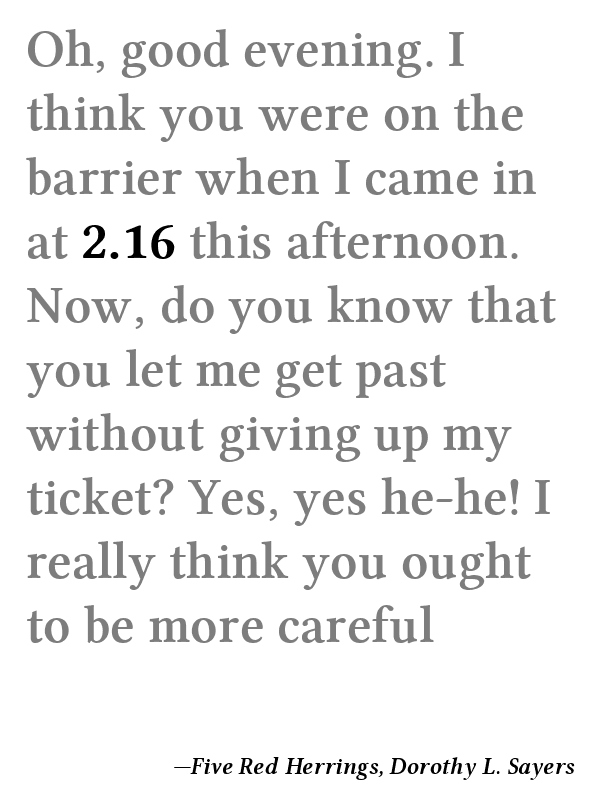 Oh, good evening. I
think you were on the
barrier when I came in
at 2.16 this afternoon.
Now, do you know that
you let me get past
without giving up my
ticket? Yes, yes he-he! I
really think you ought
to be more careful
—Five Red Herrings, Dorothy L. Sayers